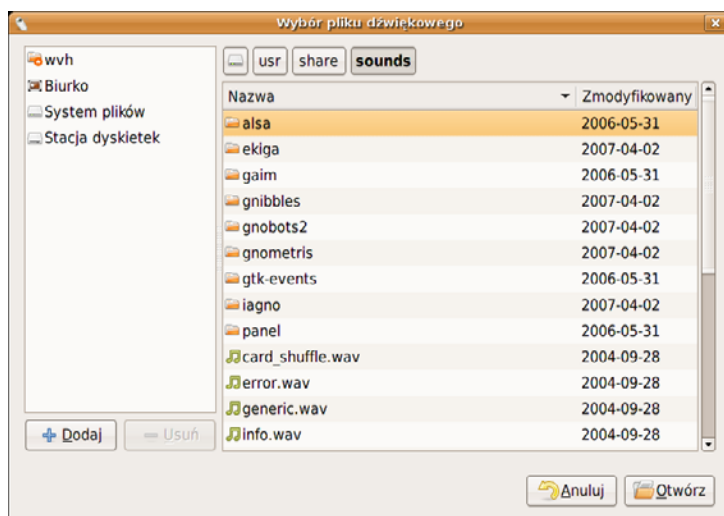 Wybór pliku dźwiękowego
wvh
Biurko
System plików
Stacja dyskietek
usr share sounds
Nazwa Zmodyfikowany
alsa 2006-05-31
ekiga 2007-04-02
gaim 2006-05-31
gnibbles 2007-04-02
gnobots2 2007-04-02
gnometris 2007-04-02
gtk-events 2006-05-31
iagno 2007-04-02
panel 2006-05-31
card_shuffle.wav 2004-09-28
error.wav 2004-09-28
generic.wav 2004-09-28
info.wav 2004-09-28
Dodaj Usuń
Anuluj Otwórz